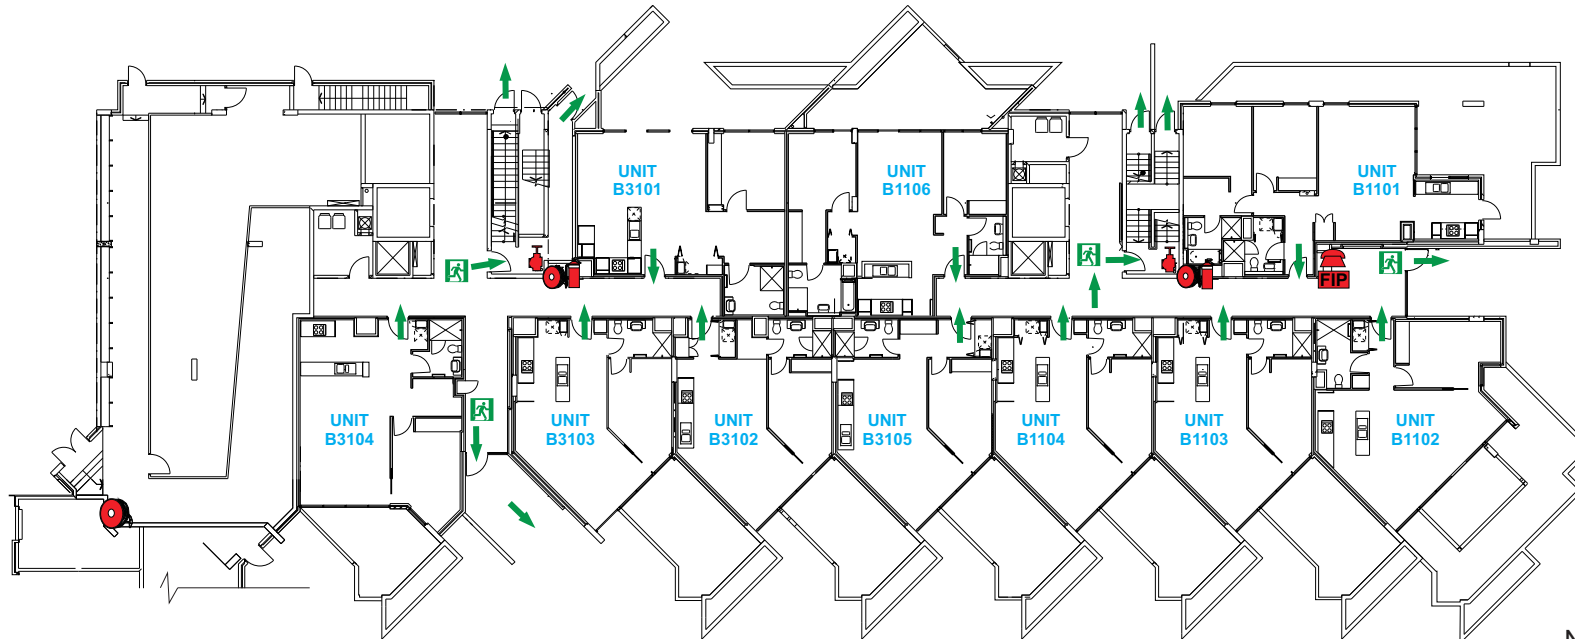 UNIT
B3101
UNIT
B1106
UNIT
B1101
FIP
UNIT
B3104
UNIT
B3103
UNIT
B3102
UNIT
B3105
UNIT
B1104
UNIT
B1103
UNIT
B1102